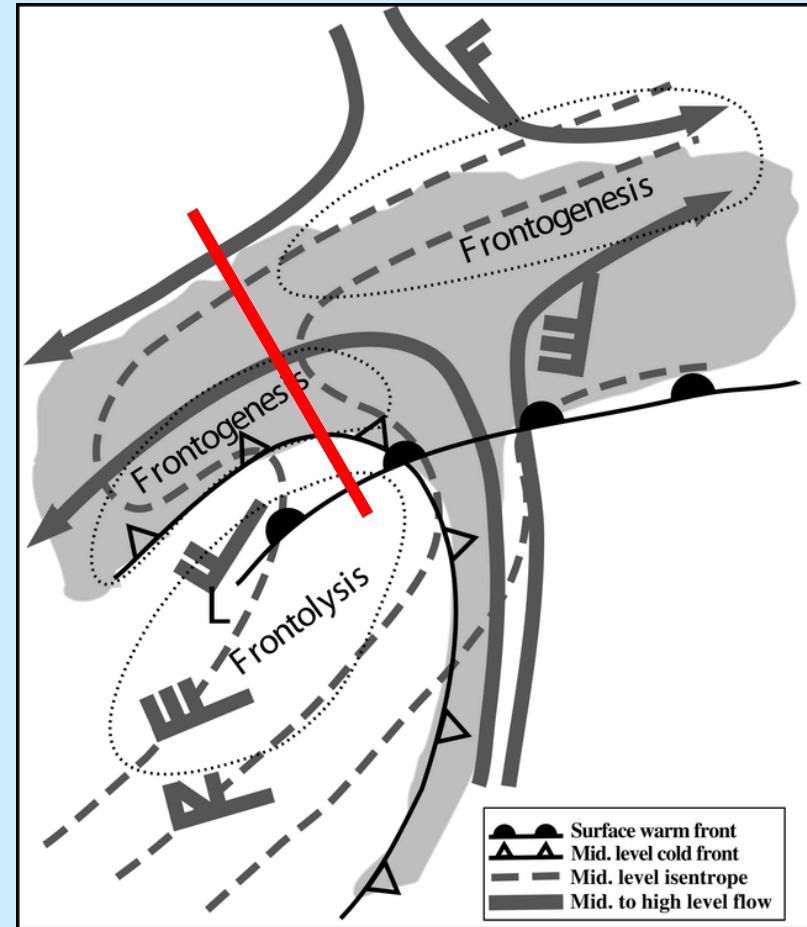 Frontogenesis
Frontogenesis
L
Frontolysis
Surface warm front
Mid. level cold front
Mid. level isentrope
Mid. to high level flow